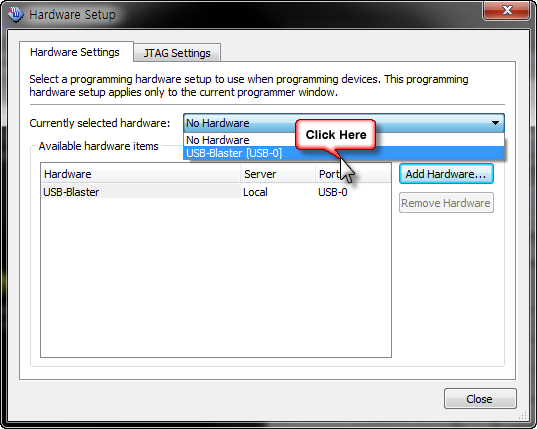 Hardware Setup
Hardware Settings
JTAG Settings
Select a programming hardware setup to use when programming devices. This programming
hardware setup applies only to the current programmer window.
Currently selected hardware:
No Hardware
No Hardware
USB-Blaster [USB-0]
Click Here
Available hardware items
Hardware Server Port
USB-Blaster Local USB-0
Add Hardware...
Remove Hardware
Close